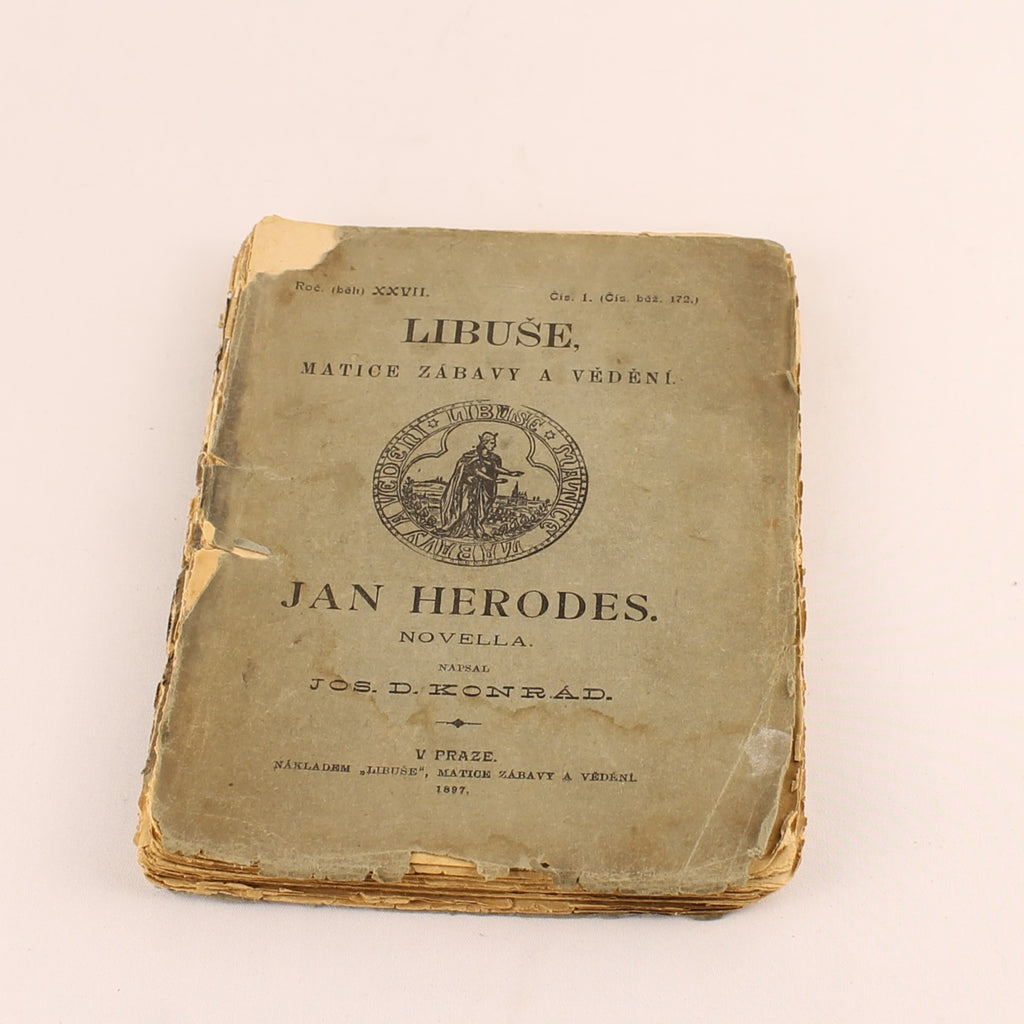 Roč. (běh) XXVII. Čís. 1. (Čís. běž. 172.)
LIBUŠE,
MATICE ZÁBAVY A VĚDĚNÍ.
LIBUŠE ☆ MATICE ZÁBAVY A VĚDĚNÍ ☆
JAN HERODES.
NOVELLA.
NAPSAL
JOS. D. KONRÁD.
V PRAZE.
NÁKLADEM „LIBUŠE“, MATICE ZÁBAVY A VĚDĚNÍ.
1897.